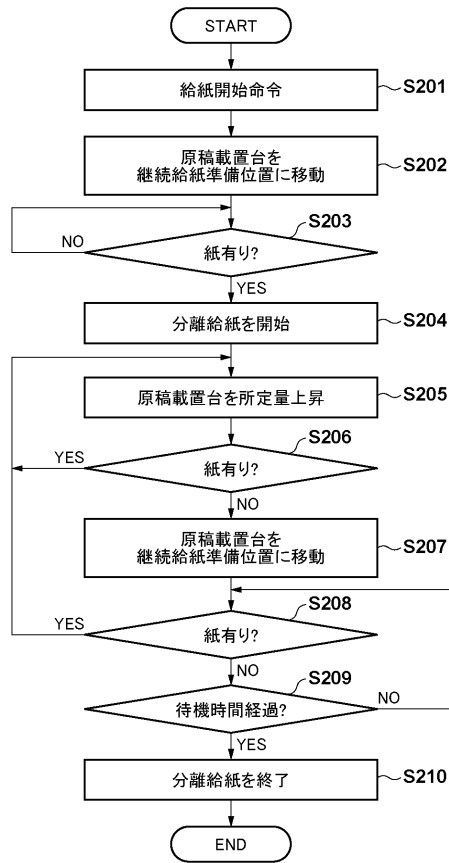 START
給紙開始命令
S201
原稿載置台を
継続給紙準備位置に移動
S202
S203
紙有り?
NO
YES
分離給紙を開始
S204
原稿載置台を所定量上昇
S205
S206
紙有り?
YES
NO
原稿載置台を
継続給紙準備位置に移動
S207
S208
紙有り?
YES
NO
S209
待機時間経過?
NO
YES
分離給紙を終了
S210
END